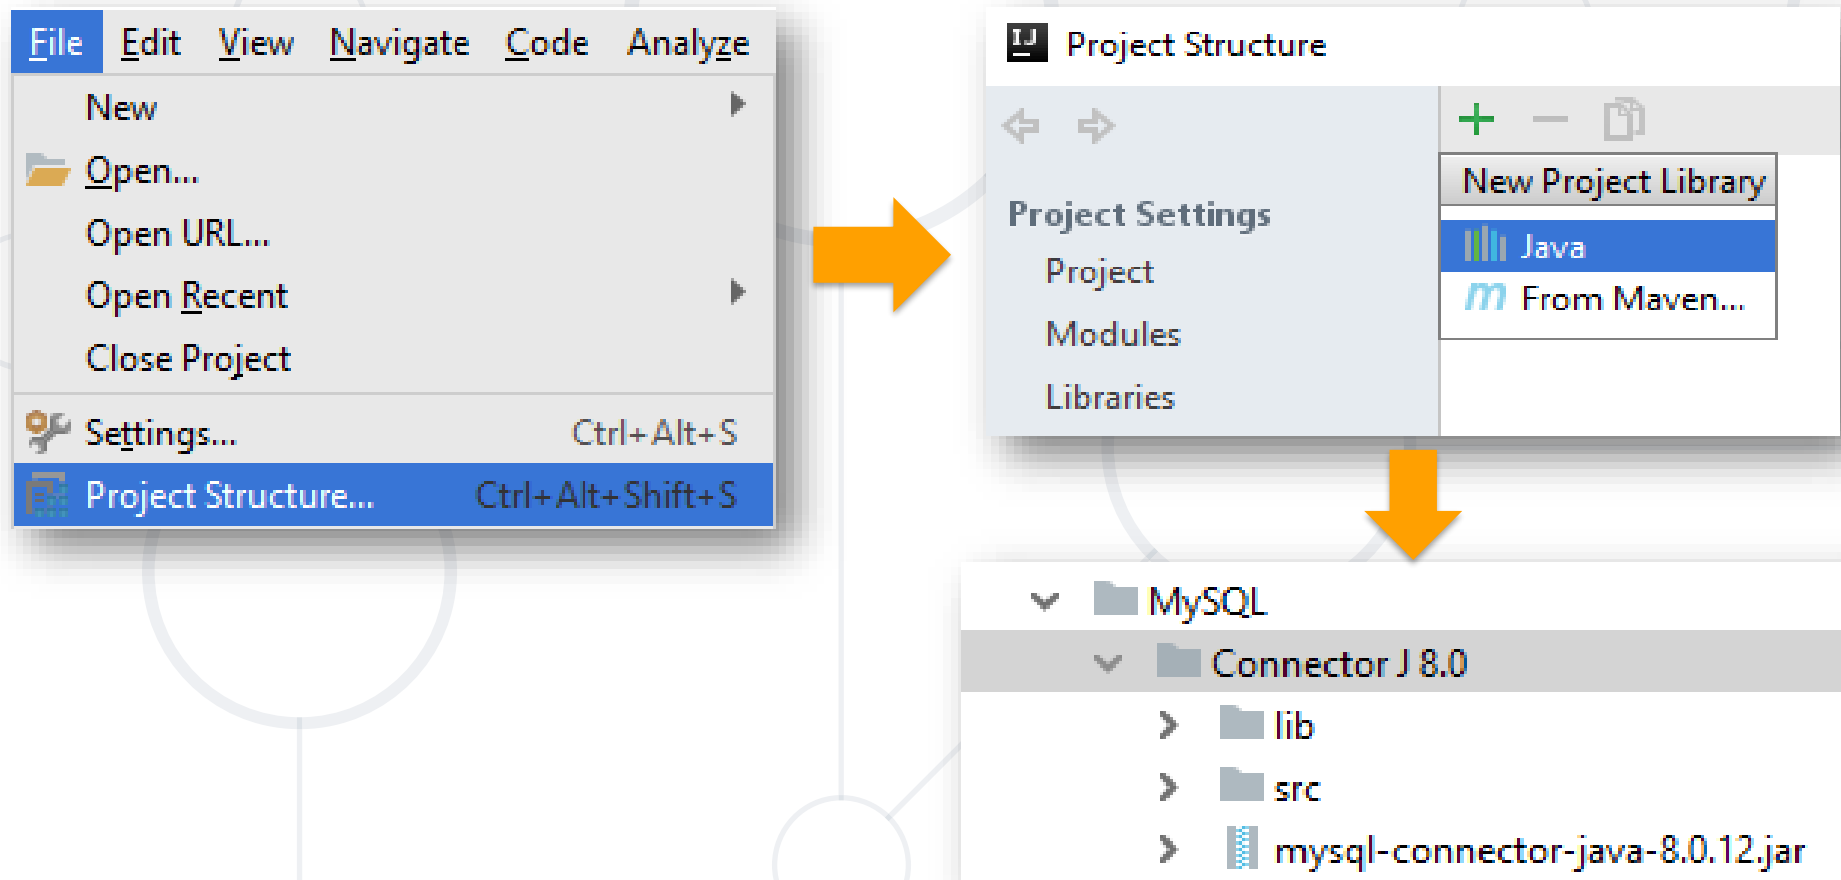 File Edit View Navigate Code Analyze
New
Open...
Open URL...
Open Recent
Close Project
Settings... Ctrl+Alt+S
Project Structure... Ctrl+Alt+Shift+S
IJ Project Structure
Project Settings
Project
Modules
Libraries
New Project Library
Java
m From Maven...
MySQL
Connector J 8.0
lib
src
mysql-connector-java-8.0.12.jar